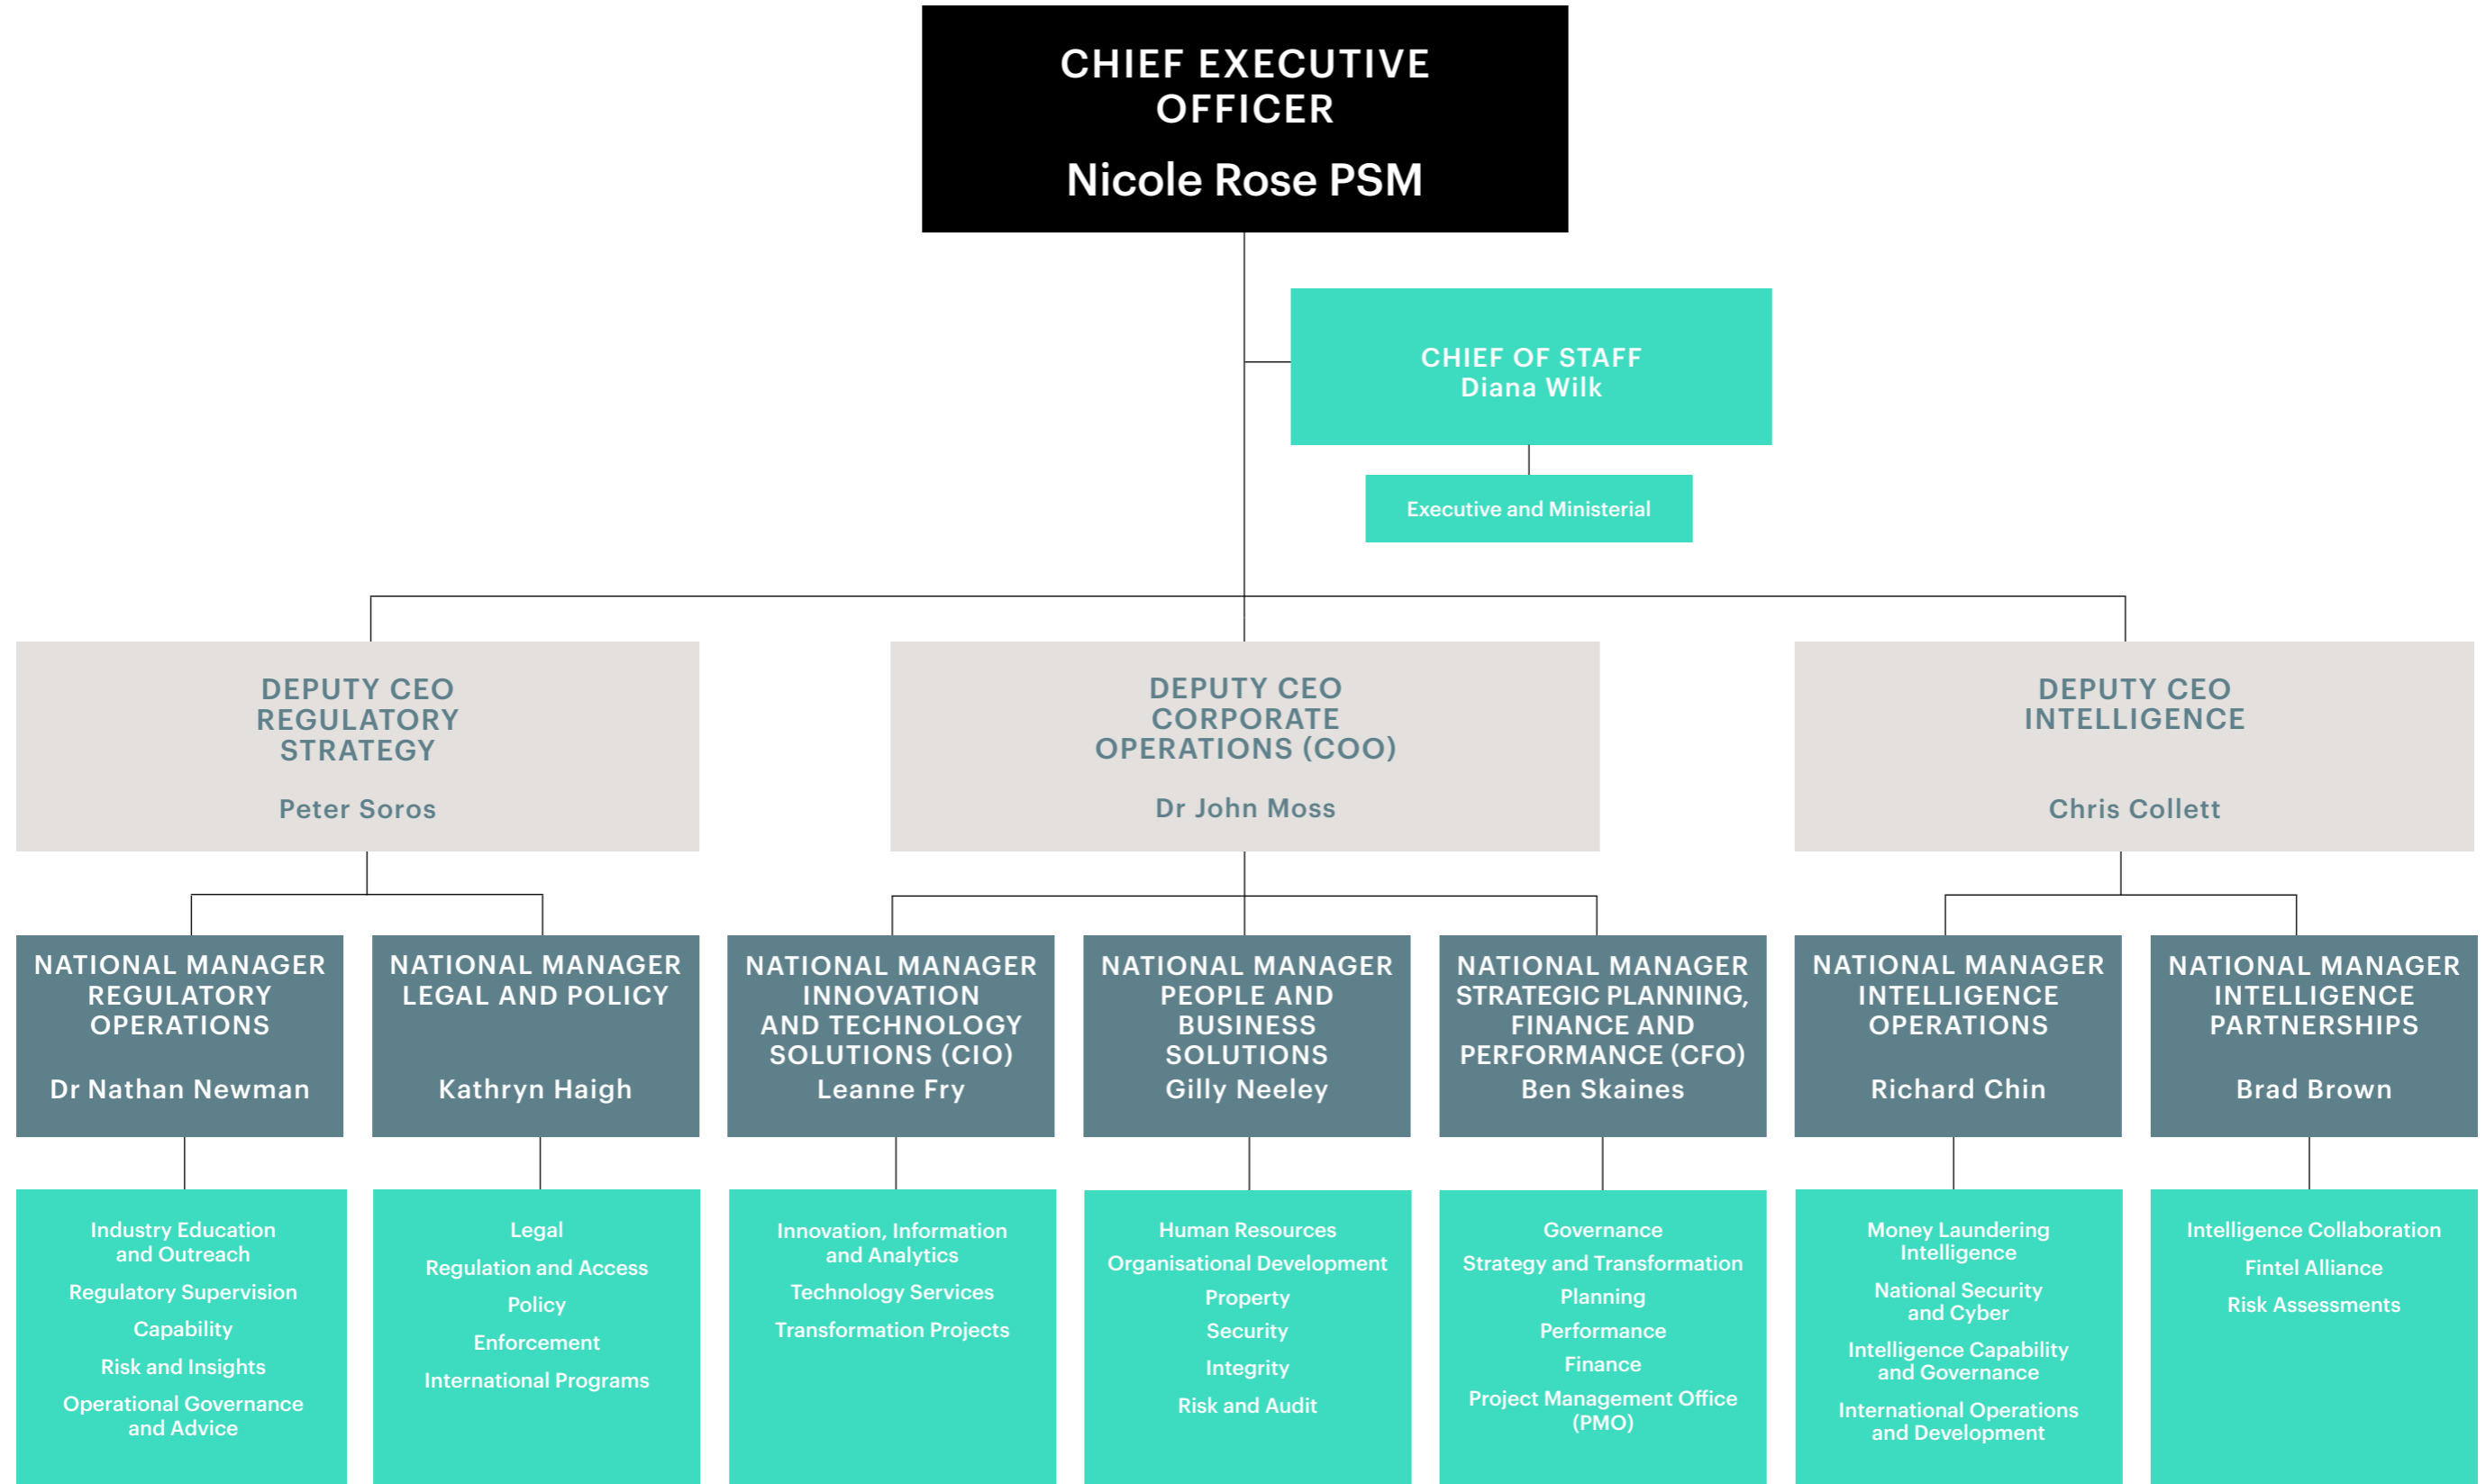 CHIEF EXECUTIVE
OFFICER
Nicole Rose PSM
CHIEF OF STAFF
Diana Wilk
Executive and Ministerial
DEPUTY CEO
REGULATORY
STRATEGY
Peter Soros
DEPUTY CEO
CORPORATE
OPERATIONS (COO)
Dr John Moss
DEPUTY CEO
INTELLIGENCE
Chris Collett
NATIONAL MANAGER
REGULATORY
OPERATIONS
Dr Nathan Newman
NATIONAL MANAGER
LEGAL AND POLICY
Kathryn Haigh
NATIONAL MANAGER
INNOVATION
AND TECHNOLOGY
SOLUTIONS (CIO)
Leanne Fry
NATIONAL MANAGER
PEOPLE AND
BUSINESS
SOLUTIONS
Gilly Neeley
NATIONAL MANAGER
STRATEGIC PLANNING,
FINANCE AND
PERFORMANCE (CFO)
Ben Skaines
NATIONAL MANAGER
INTELLIGENCE
OPERATIONS
Richard Chin
NATIONAL MANAGER
INTELLIGENCE
PARTNERSHIPS
Brad Brown
Industry Education
and Outreach
Regulatory Supervision
Capability
Risk and Insights
Operational Governance
and Advice
Legal
Regulation and Access
Policy
Enforcement
International Programs
Innovation, Information
and Analytics
Technology Services
Transformation Projects
Human Resources
Organisational Development
Property
Security
Integrity
Risk and Audit
Governance
Strategy and Transformation
Planning
Performance
Finance
Project Management Office
(PMO)
Money Laundering
Intelligence
National Security
and Cyber
Intelligence Capability
and Governance
International Operations
and Development
Intelligence Collaboration
Fintel Alliance
Risk Assessments